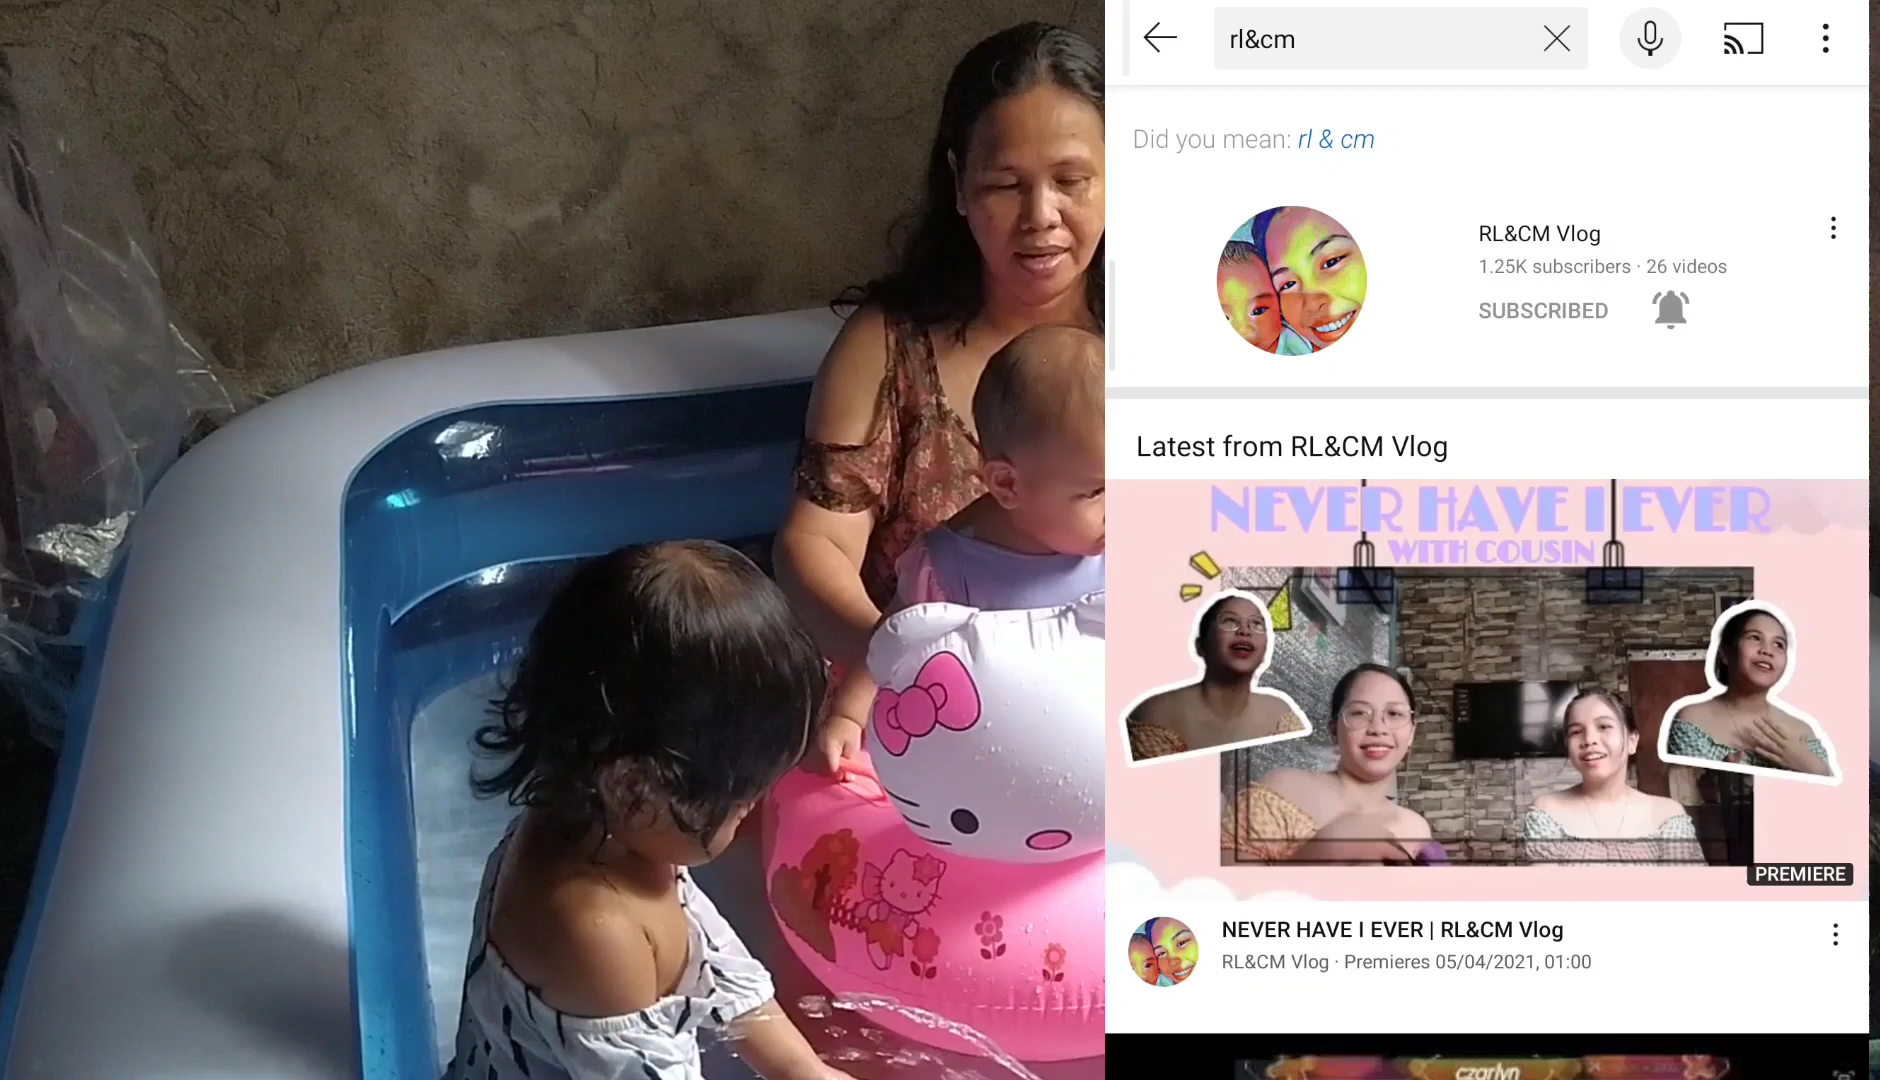 rl&cm
Did you mean: rl & cm
RL&CM Vlog
1.25K subscribers · 26 videos
SUBSCRIBED
Latest from RL&CM Vlog
NEVER HAVE I EVER
WITH COUSIN
PREMIERE
NEVER HAVE I EVER | RL&CM Vlog
RL&CM Vlog · Premieres 05/04/2021, 01:00
czarlyn